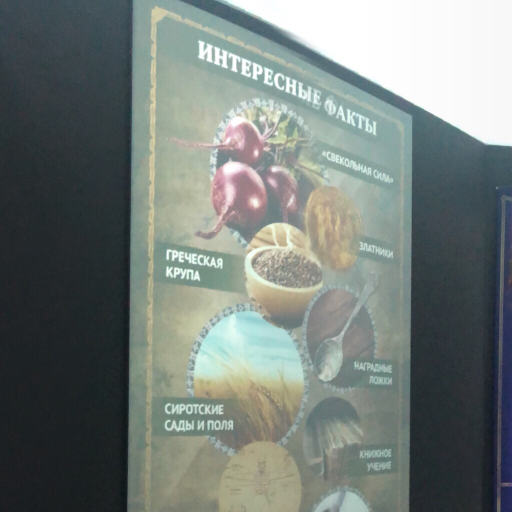 ИНТЕРЕСНЫЕ ФАКТЫ
«СВЕКОЛЬНАЯ СИЛА»
ЗЛАТНИКИ
ГРЕЧЕСКАЯ
КРУПА
НАГРАДНЫЕ
ЛОЖКИ
СИРОТСКИЕ
САДЫ И ПОЛЯ
КНИЖНОЕ
УЧЕНИЕ